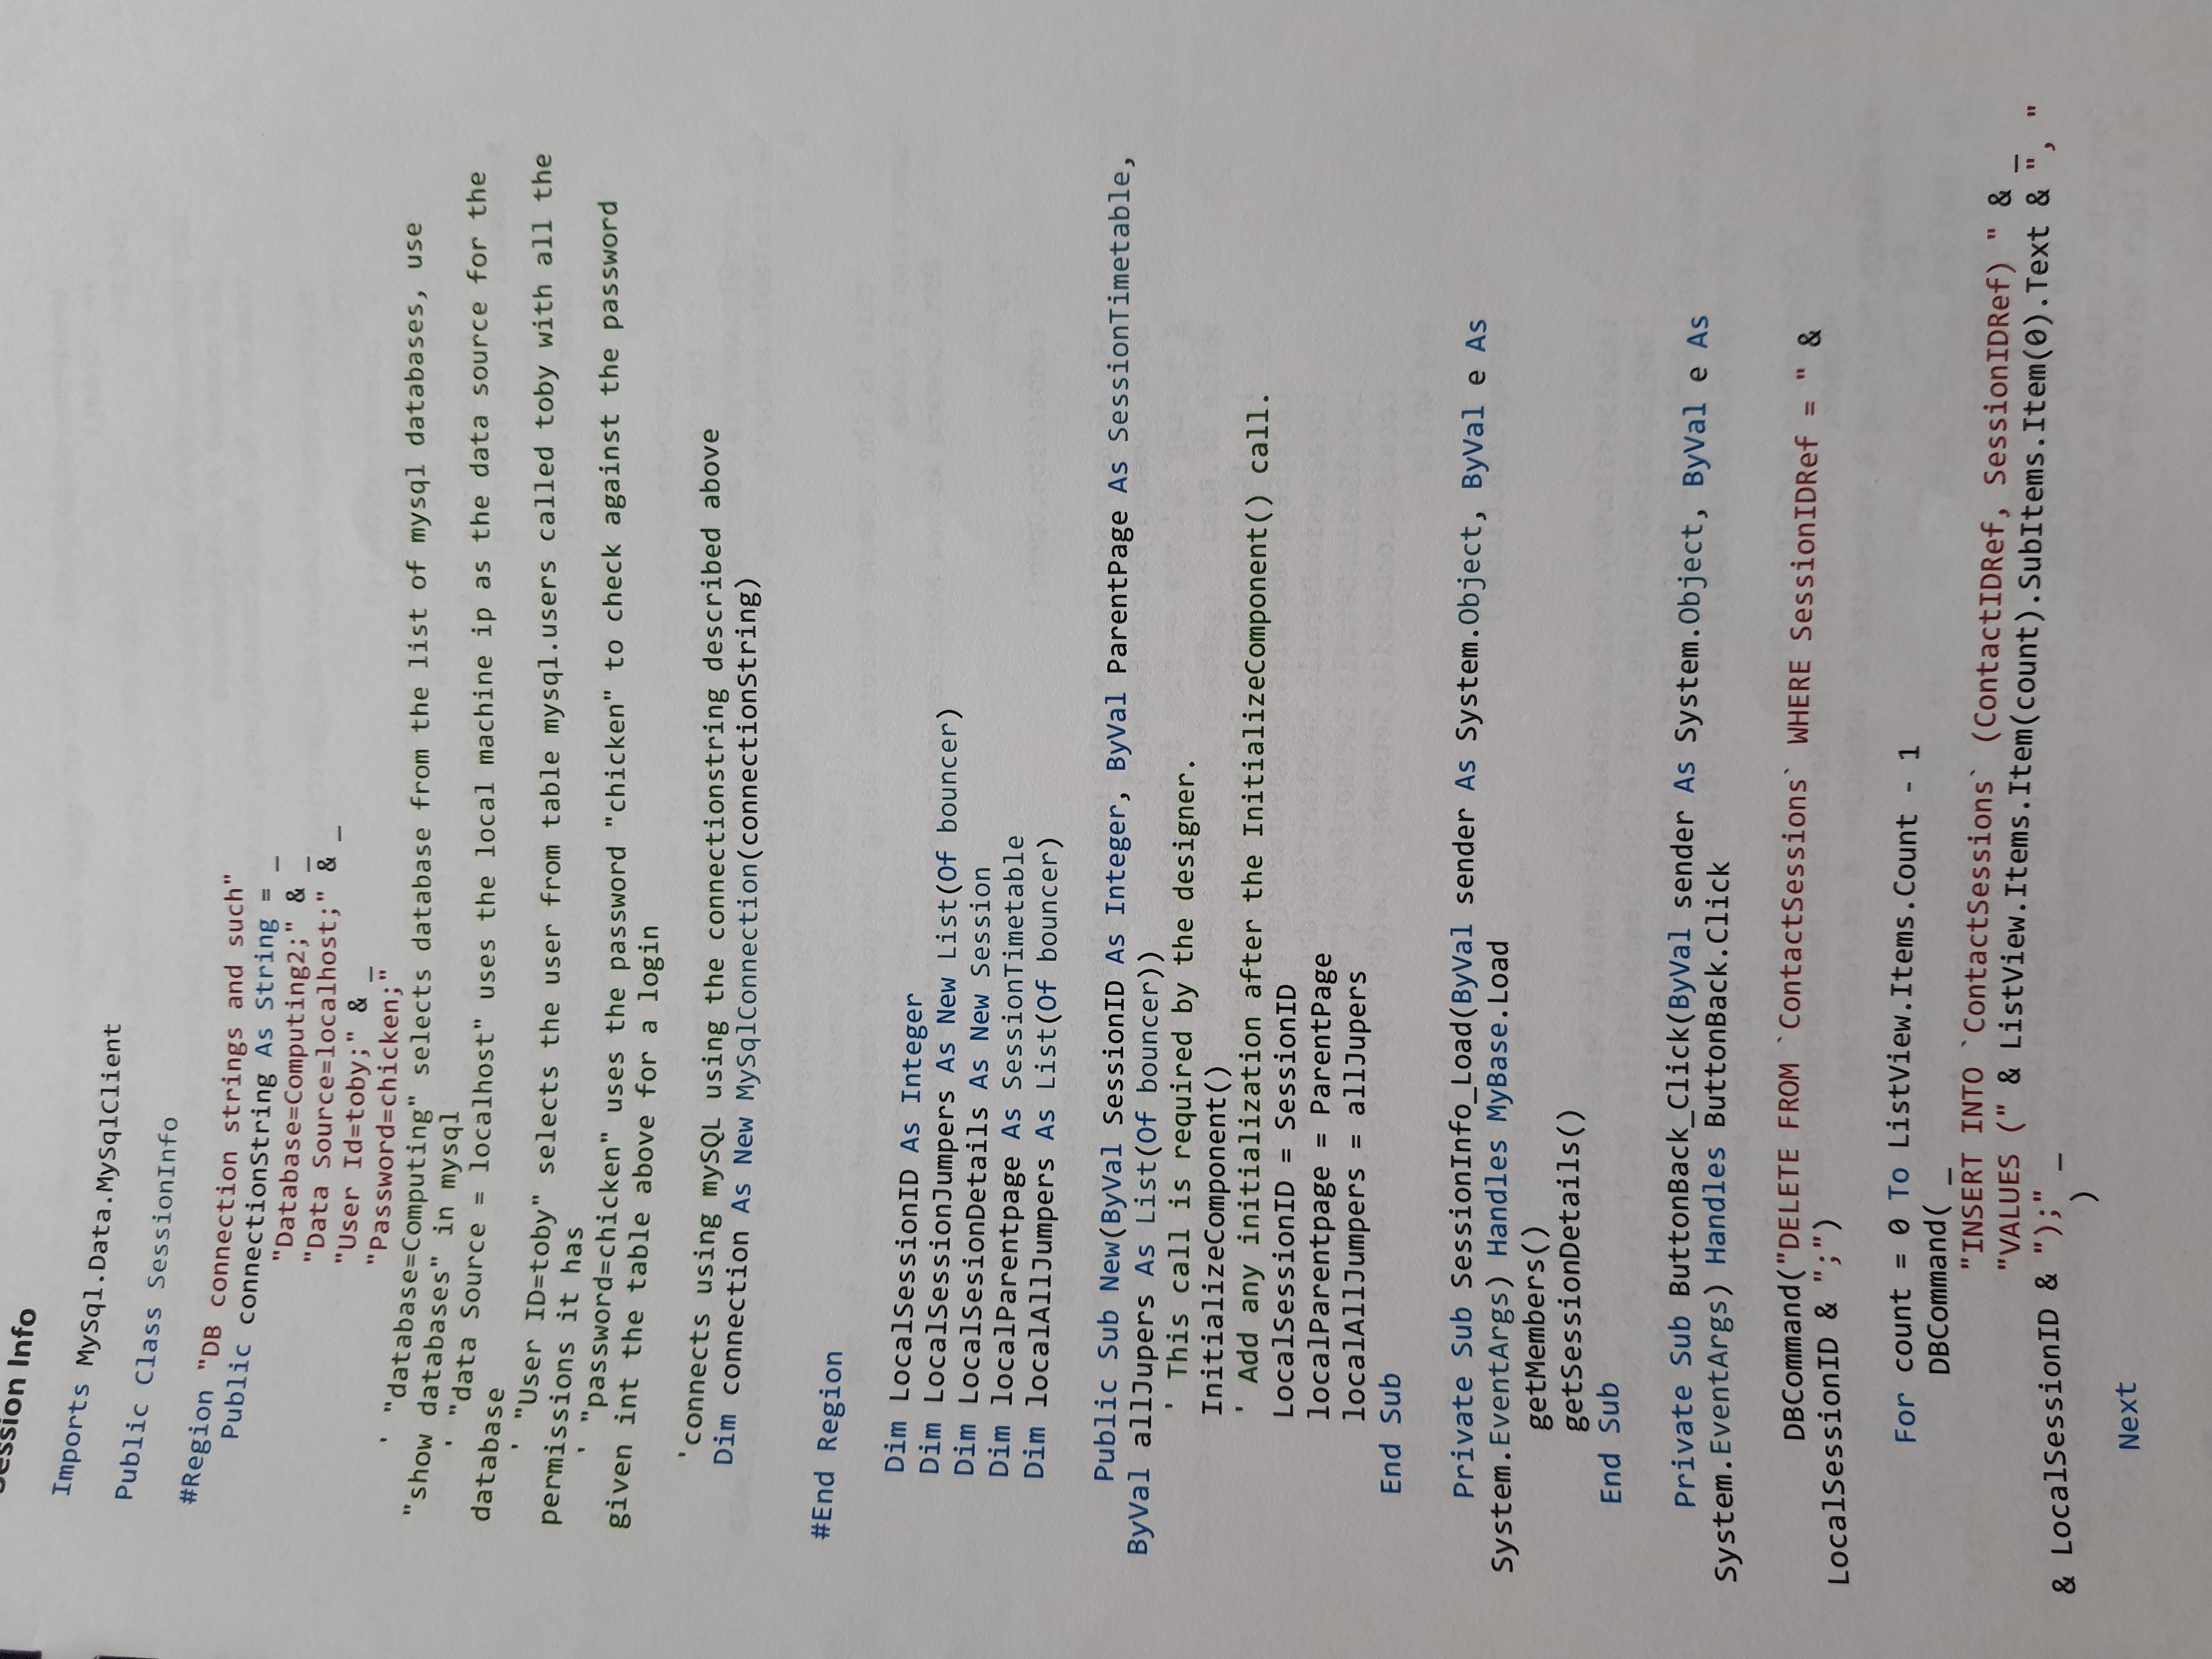 Session Info
Imports MySql.Data.MySqlClient
Public Class SessionInfo
#Region "DB connection strings and such"
Public connectionString As String = _
"Database=Computing2;" & _
"Data Source=localhost;" & _
"User Id=toby;" & _
"Password=chicken;"
' "database=Computing" selects database from the list of mysql databases, use
"show databases" in mysql
' "data Source = localhost" uses the local machine ip as the data source for the
database
' "User ID=toby" selects the user from table mysql.users called toby with all the
permissions it has
' "password=chicken" uses the password "chicken" to check against the password
given int the table above for a login
'connects using mySQL using the connectionstring described above
Dim connection As New MySqlConnection(connectionString)
#End Region
Dim LocalSessionID As Integer
Dim LocalSessionJumpers As New List(Of bouncer)
Dim LocalSesionDetails As New Session
Dim localParentpage As SessionTimetable
Dim localAllJumpers As List(Of bouncer)
Public Sub New(ByVal SessionID As Integer, ByVal ParentPage As SessionTimetable,
ByVal allJupers As List(Of bouncer))
' This call is required by the designer.
InitializeComponent()
' Add any initialization after the InitializeComponent() call.
LocalSessionID = SessionID
localParentpage = ParentPage
localAllJumpers = allJupers
End Sub
Private Sub SessionInfo_Load(ByVal sender As System.Object, ByVal e As
System.EventArgs) Handles MyBase.Load
getMembers()
getSessionDetails()
End Sub
Private Sub ButtonBack_Click(ByVal sender As System.Object, ByVal e As
System.EventArgs) Handles ButtonBack.Click
DBCommand("DELETE FROM `ContactSessions` WHERE SessionIDRef = " &
LocalSessionID & ";")
For count = 0 To ListView.Items.Count - 1
DBCommand( _
"INSERT INTO `ContactSessions` (ContactIDRef, SessionIDRef) " & _
"VALUES (" & ListView.Items.Item(count).SubItems.Item(0).Text & ", "
& LocalSessionID & ");" _
)
Next